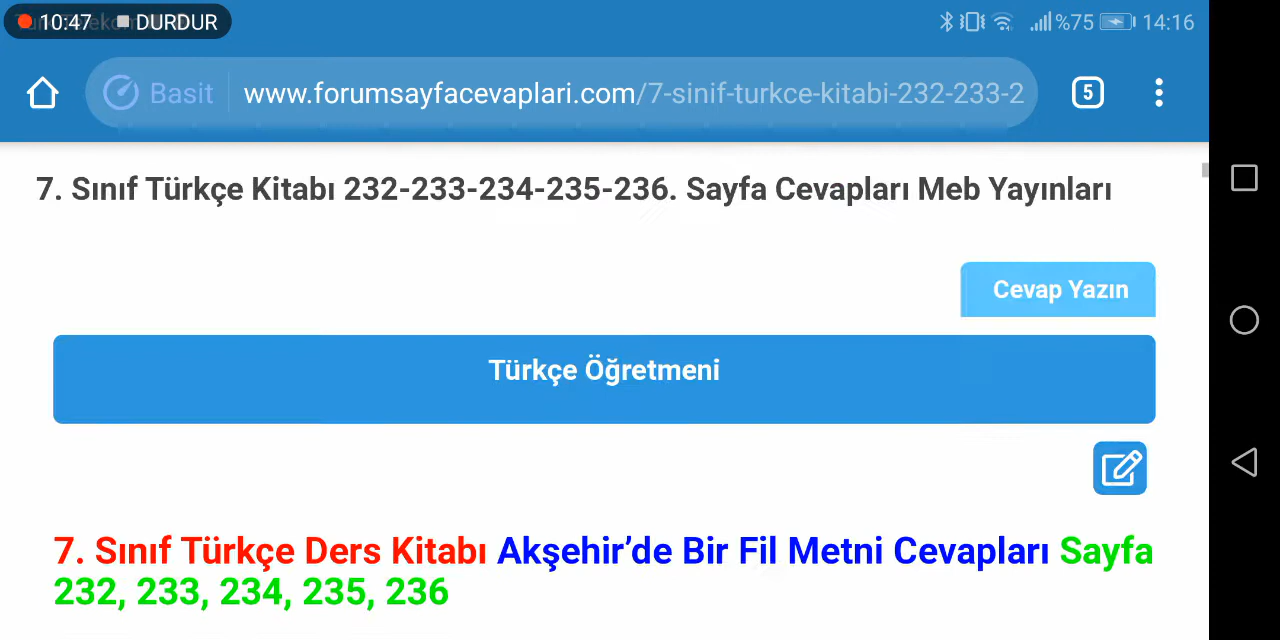 10:47 DURDUR
%75 14:16
Basit www.forumsayfacevaplari.com/7-sinif-turkce-kitabi-232-233-2
5
7. Sınıf Türkçe Kitabı 232-233-234-235-236. Sayfa Cevapları Meb Yayınları
Cevap Yazın
Türkçe Öğretmeni
7. Sınıf Türkçe Ders Kitabı Akşehir’de Bir Fil Metni Cevapları Sayfa
232, 233, 234, 235, 236